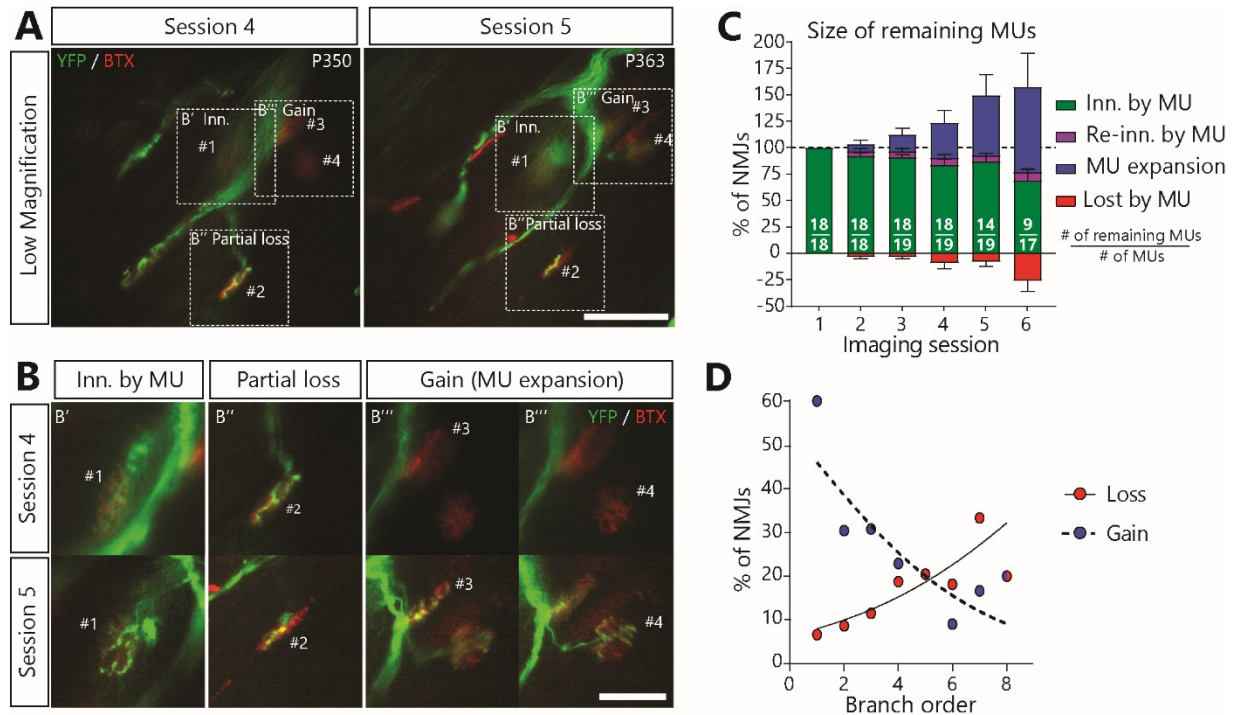 A
Session 4
Session 5
Low Magnification
YFP / BTX
P350
B' Inn.
#1
B''' Gain
#3
#4
B'' Partial loss
#2
P363
B''' Gain
#3
#4
B' Inn.
#1
B'' Partial loss
#2
B
Inn. by MU
Partial loss
Gain (MU expansion)
Session 4
B'
#1
B''
#2
B'''
#3
#4
B'''
YFP / BTX
#4
Session 5
#1
#2
#3
#4
C
Size of remaining MUs
% of NMJs
200
175
150
125
100
75
50
25
0
-25
-50
18
18
18
18
18
19
18
19
14
19
9
17
1 2 3 4 5 6
Imaging session
Inn. by MU
Re-inn. by MU
MU expansion
Lost by MU
# of remaining MUs
# of MUs
D
% of NMJs
60
50
40
30
20
10
0
0 2 4 6 8
Branch order
Loss
Gain